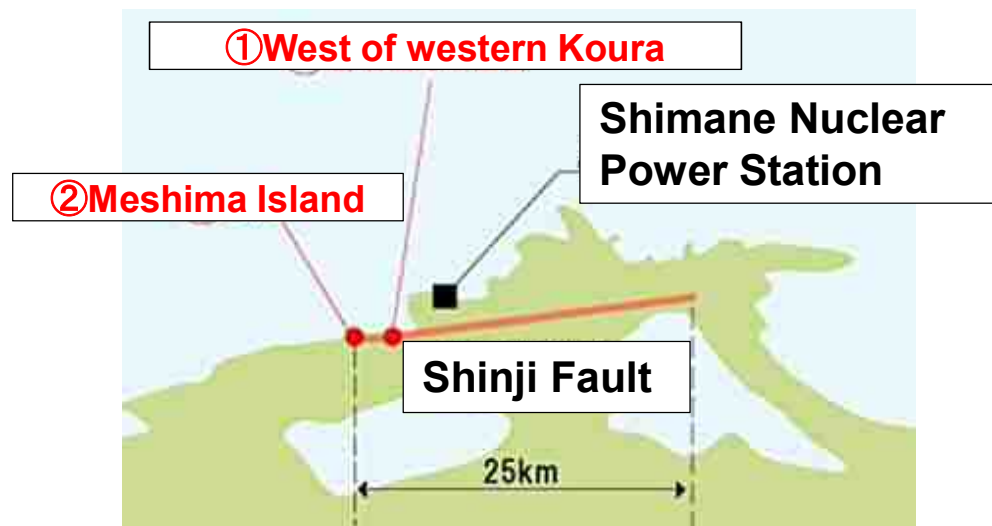 ①West of western Koura
Shimane Nuclear
Power Station
②Meshima Island
Shinji Fault
25km